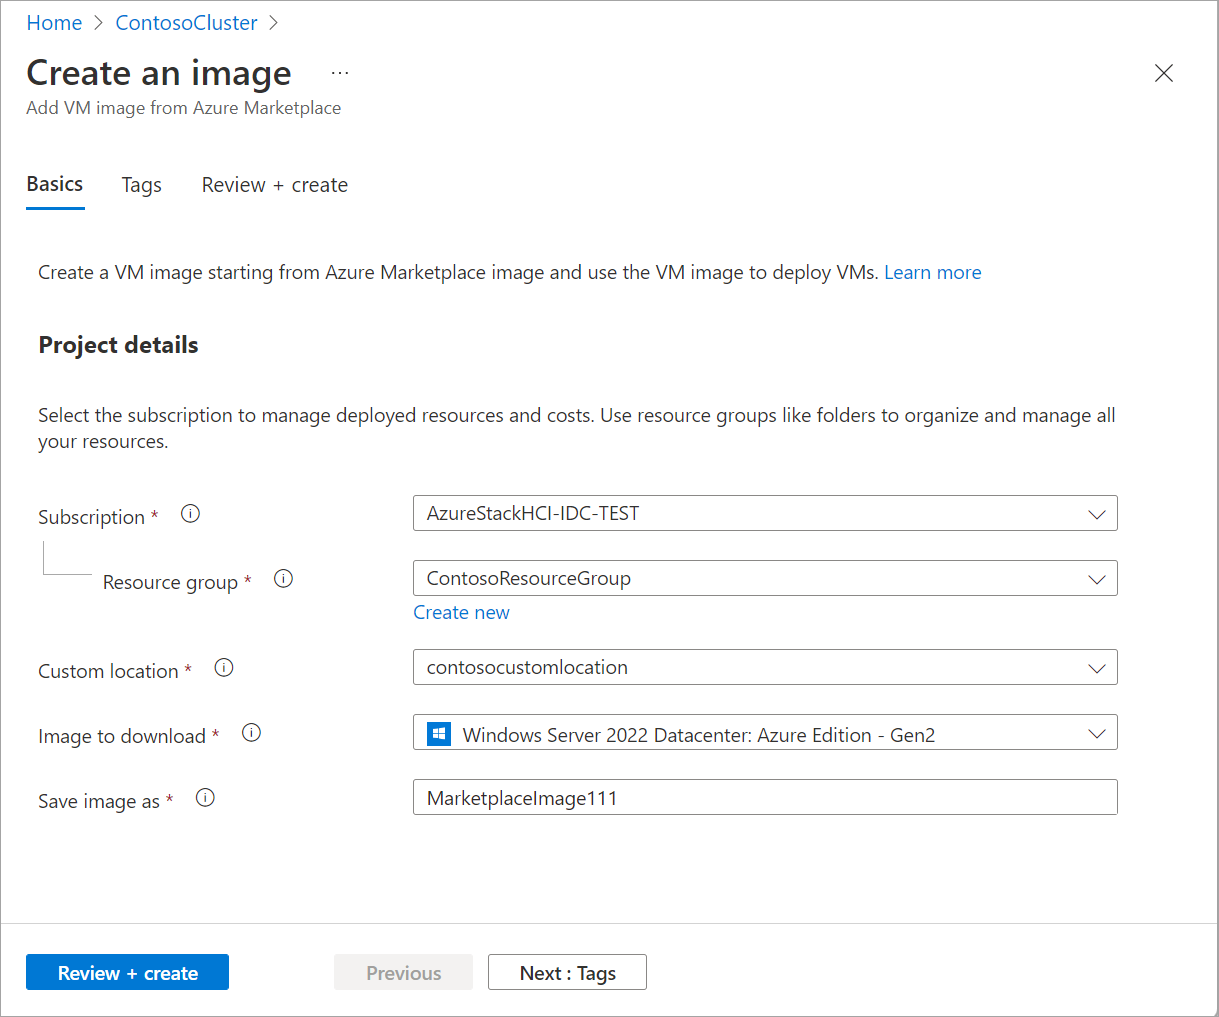 Home > ContosoCluster >
Create an image ...
Add VM image from Azure Marketplace
Basics Tags Review + create
Create a VM image starting from Azure Marketplace image and use the VM image to deploy VMs. Learn more
Project details
Select the subscription to manage deployed resources and costs. Use resource groups like folders to organize and manage all
your resources.
Subscription * AzureStackHCI-IDC-TEST
Resource group * ContosoResourceGroup
Create new
Custom location * contosocustomlocation
Image to download * Windows Server 2022 Datacenter: Azure Edition - Gen2
Save image as * MarketplaceImage111
Review + create Previous Next : Tags